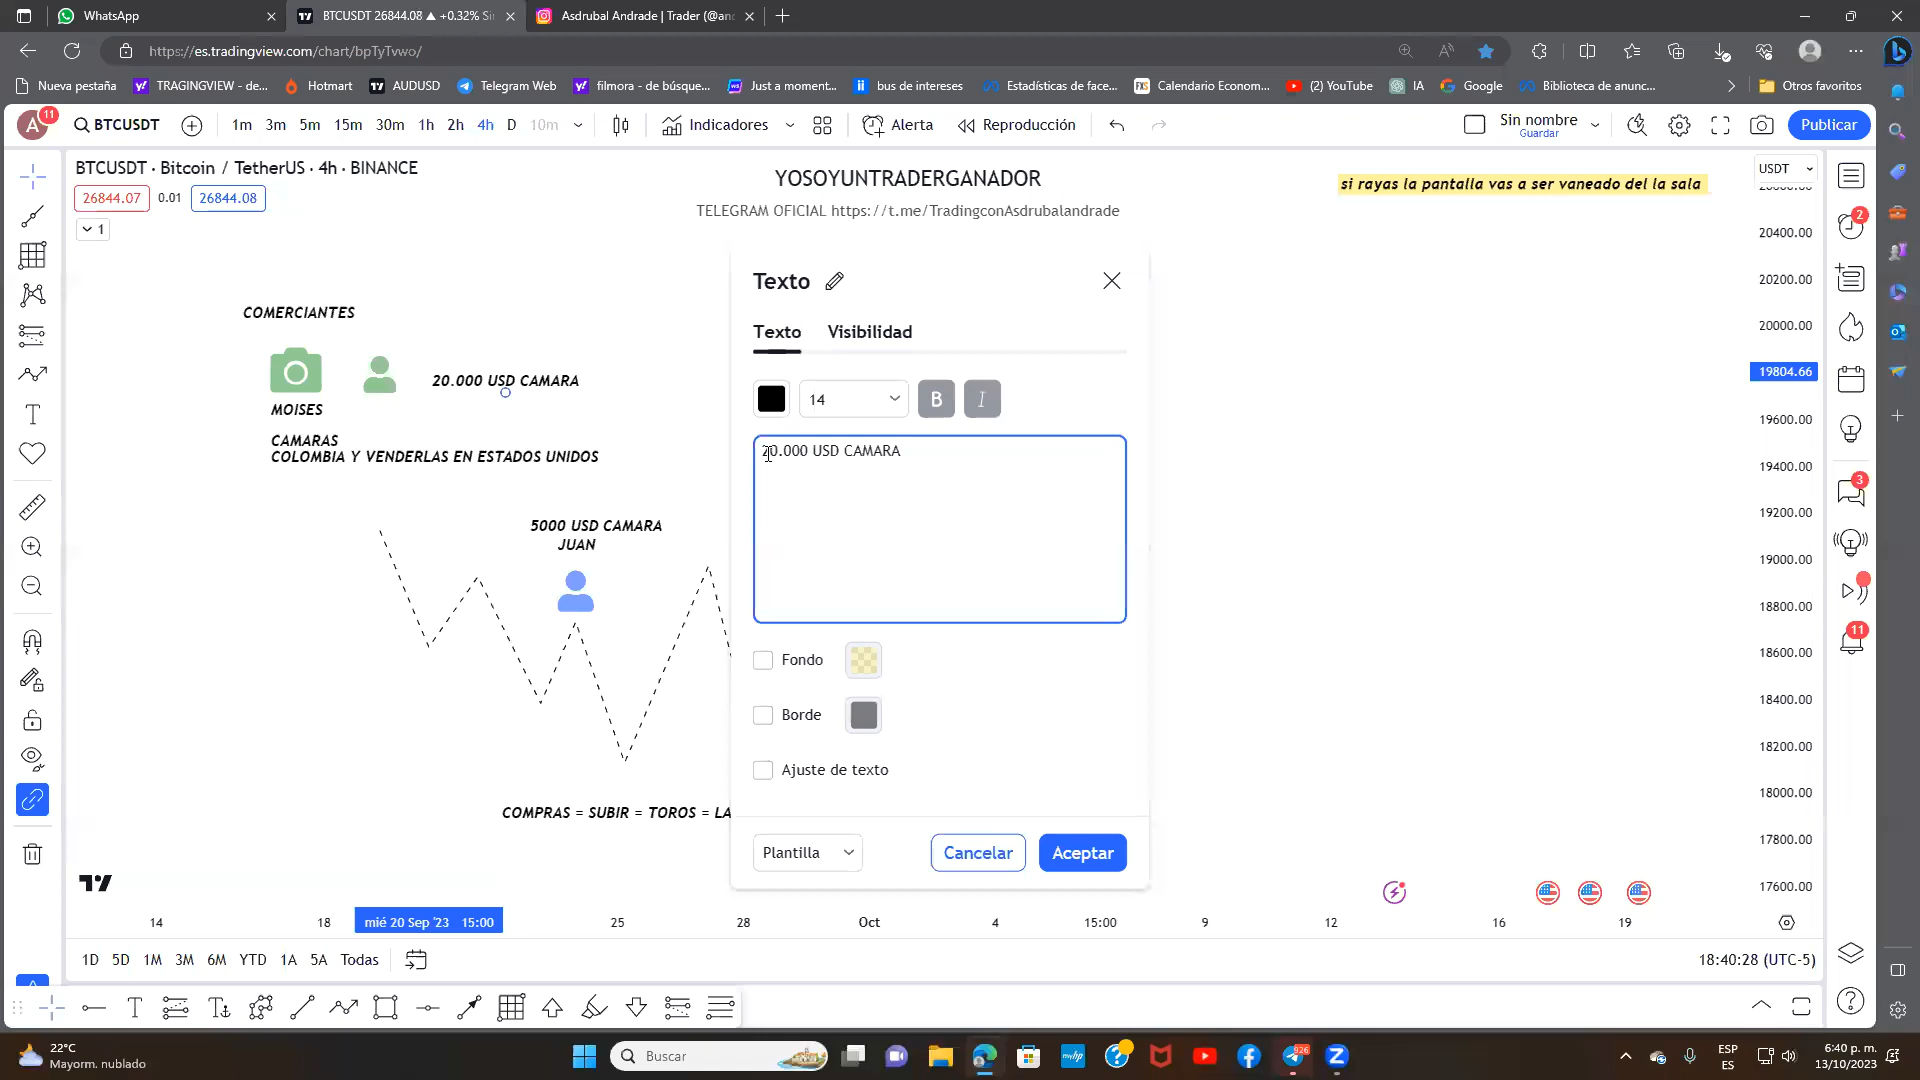 WhatsApp
BTCUSDT 26844.08 ▲ +0.32% Si
Asdrubal Andrade | Trader (@and
https://es.tradingview.com/chart/bpTyTvwo/
Nueva pestaña
TRAGINGVIEW - de...
Hotmart
AUDUSD
Telegram Web
filmora - de búsque...
Just a moment...
bus de intereses
Estadísticas de face...
Calendario Econom...
(2) YouTube
IA
Google
Biblioteca de anunc...
Otros favoritos
A 11
BTCUSDT
1m 3m 5m 15m 30m 1h 2h 4h D 10m
Indicadores
Alerta
Reproducción
Sin nombre
Guardar
Publicar
BTCUSDT · Bitcoin / TetherUS · 4h · BINANCE
26844.07 0.01 26844.08
1
YOSOYUNTRADERGANADOR
TELEGRAM OFICIAL https://t.me/TradingconAsdrubalandrade
si rayas la pantalla vas a ser vaneado del la sala
USDT
COMERCIANTES
20.000 USD CAMARA
MOISES
CAMARAS
COLOMBIA Y VENDERLAS EN ESTADOS UNIDOS
5000 USD CAMARA
JUAN
COMPRAS = SUBIR = TOROS = LA
Texto
Texto Visibilidad
14 B I
20.000 USD CAMARA
Fondo
Borde
Ajuste de texto
Plantilla
Cancelar
Aceptar
20400.00
20200.00
20000.00
19804.66
19600.00
19400.00
19200.00
19000.00
18800.00
18600.00
18400.00
18200.00
18000.00
17800.00
17600.00
2
3
11
14 18 mié 20 Sep '23 15:00 25 28 Oct 4 15:00 9 12 16 19
1D 5D 1M 3M 6M YTD 1A 5A Todas
18:40:28 (UTC-5)
22°C
Mayorm. nublado
Buscar
myhp
926
ESP
ES
6:40 p. m.
13/10/2023